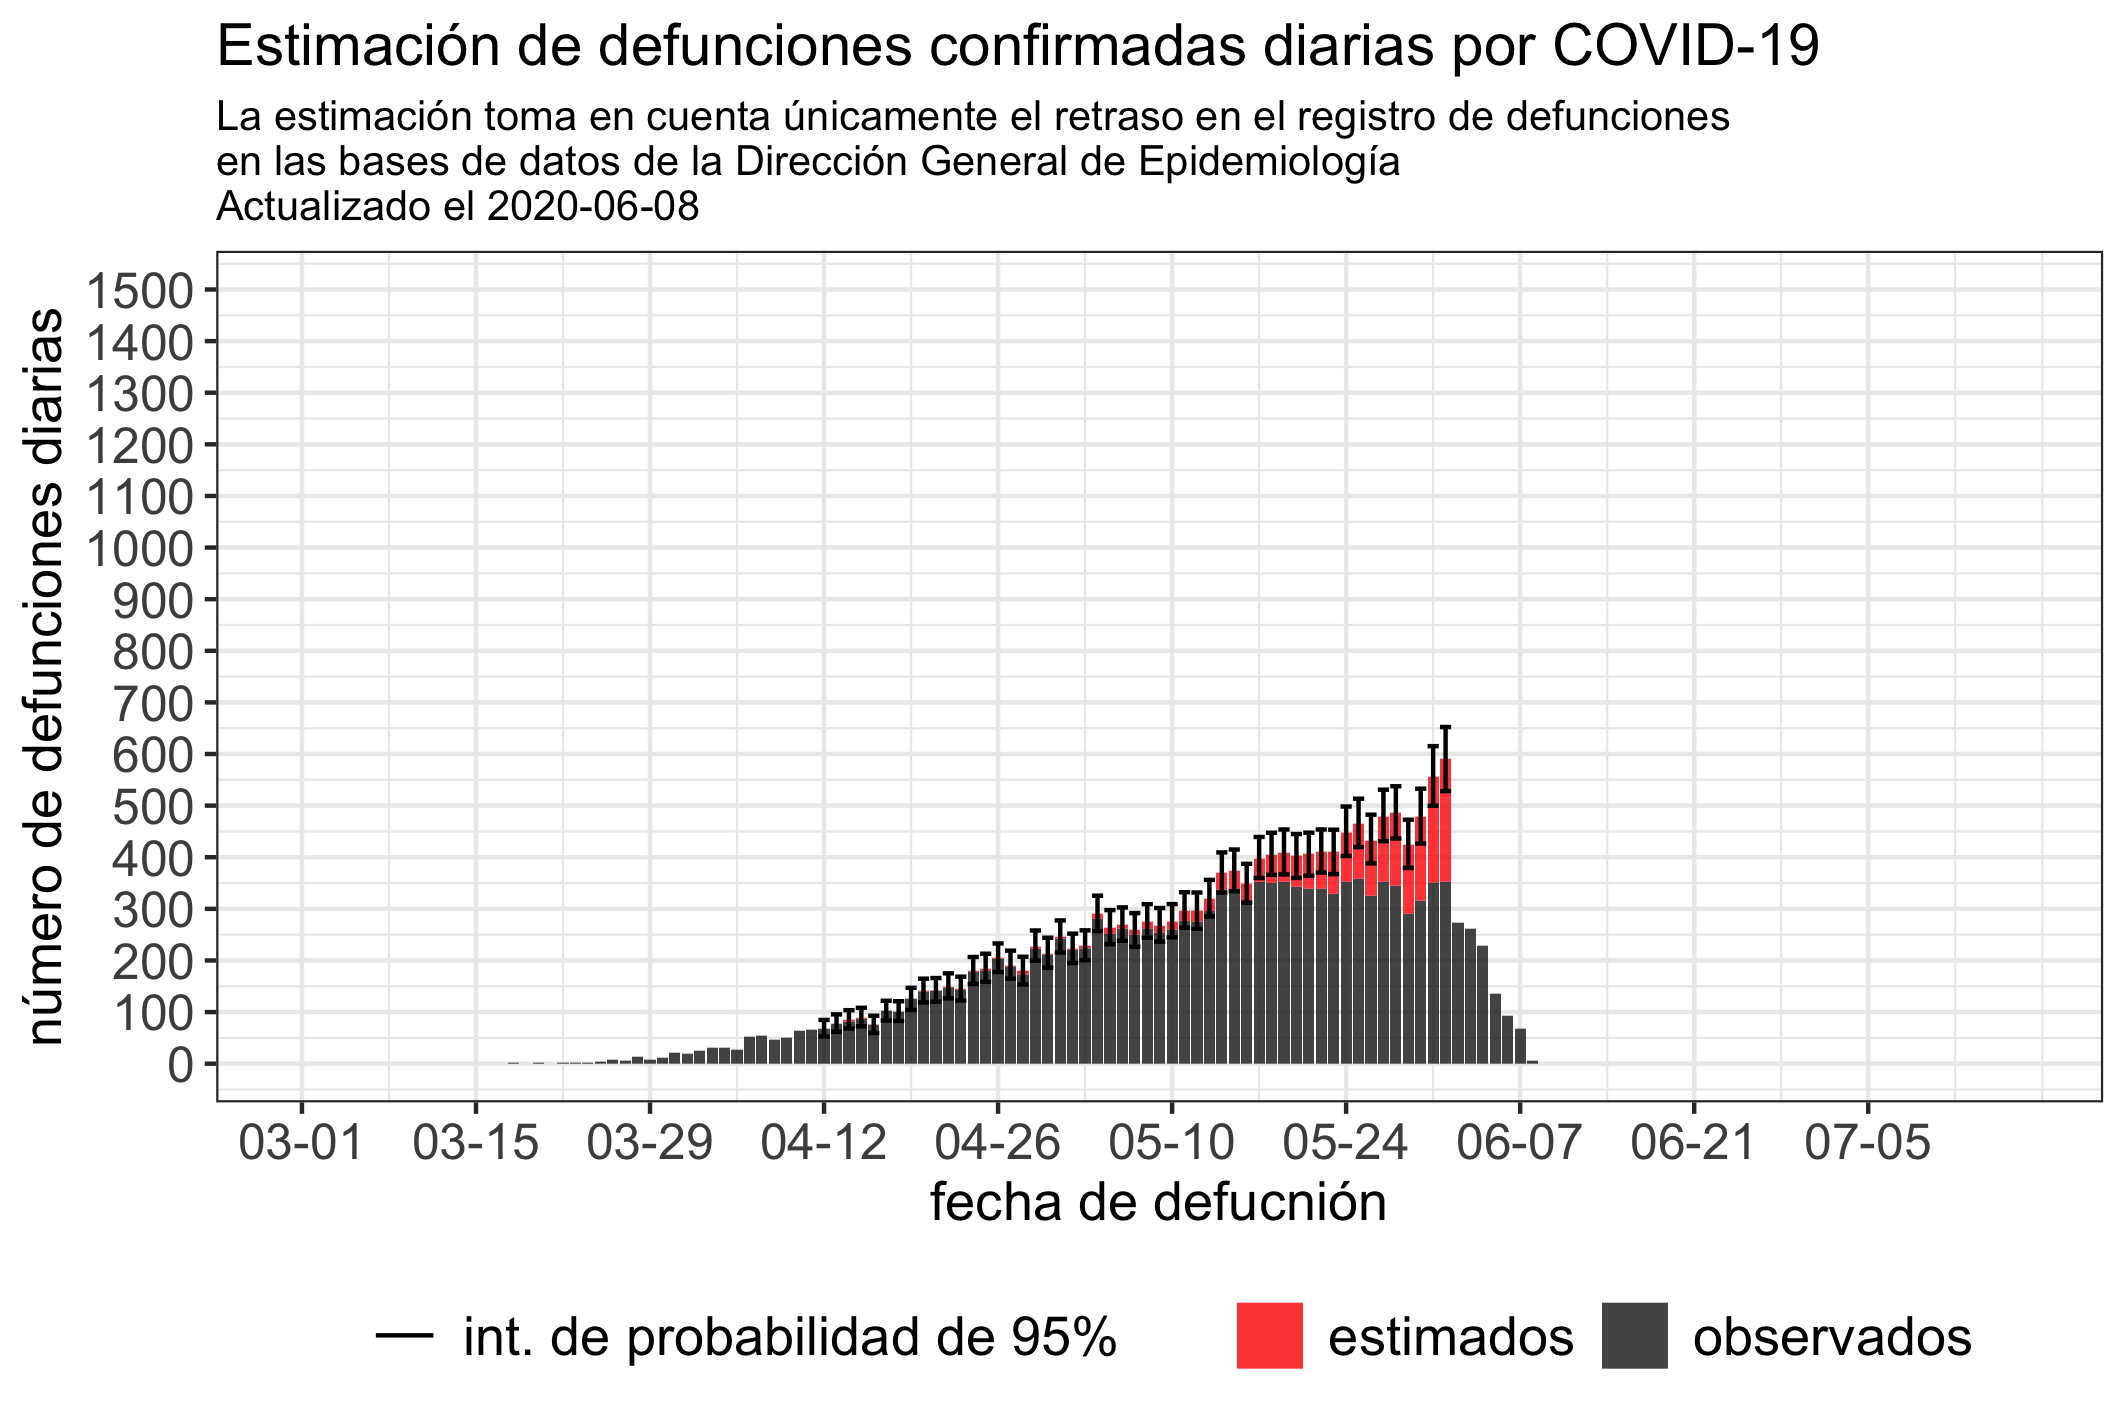 Estimación de defunciones confirmadas diarias por COVID-19
La estimación toma en cuenta únicamente el retraso en el registro de defunciones
en las bases de datos de la Dirección General de Epidemiología
Actualizado el 2020-06-08
número de defunciones diarias
1500
1400
1300
1200
1100
1000
900
800
700
600
500
400
300
200
100
0
03-01 03-15 03-29 04-12 04-26 05-10 05-24 06-07 06-21 07-05
fecha de defucnión
int. de probabilidad de 95% estimados observados